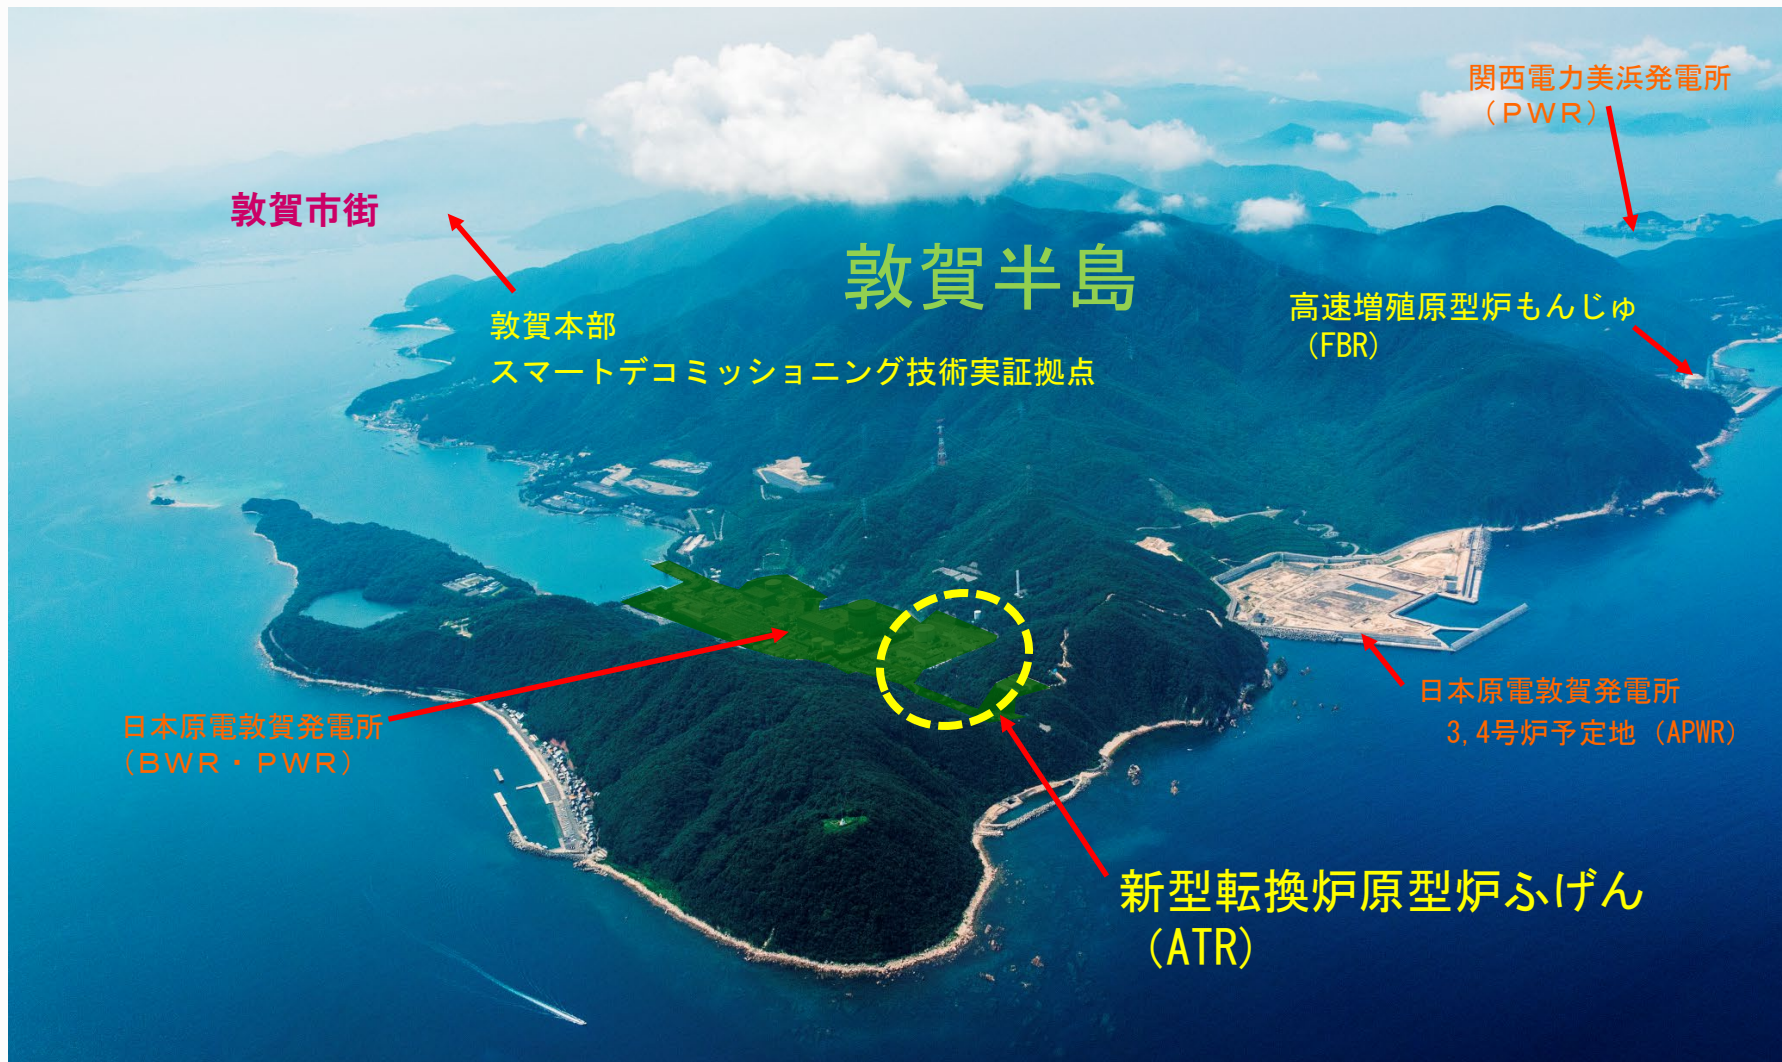 関西電力美浜発電所
（ＰＷＲ）
敦賀市街
敦賀半島
高速増殖原型炉もんじゅ
（FBR）
敦賀本部
スマートデコミッショニング技術実証拠点
日本原電敦賀発電所
3,4号炉予定地（APWR）
日本原電敦賀発電所
（ＢＷＲ・ＰＷＲ）
新型転換炉原型炉ふげん
（ATR）